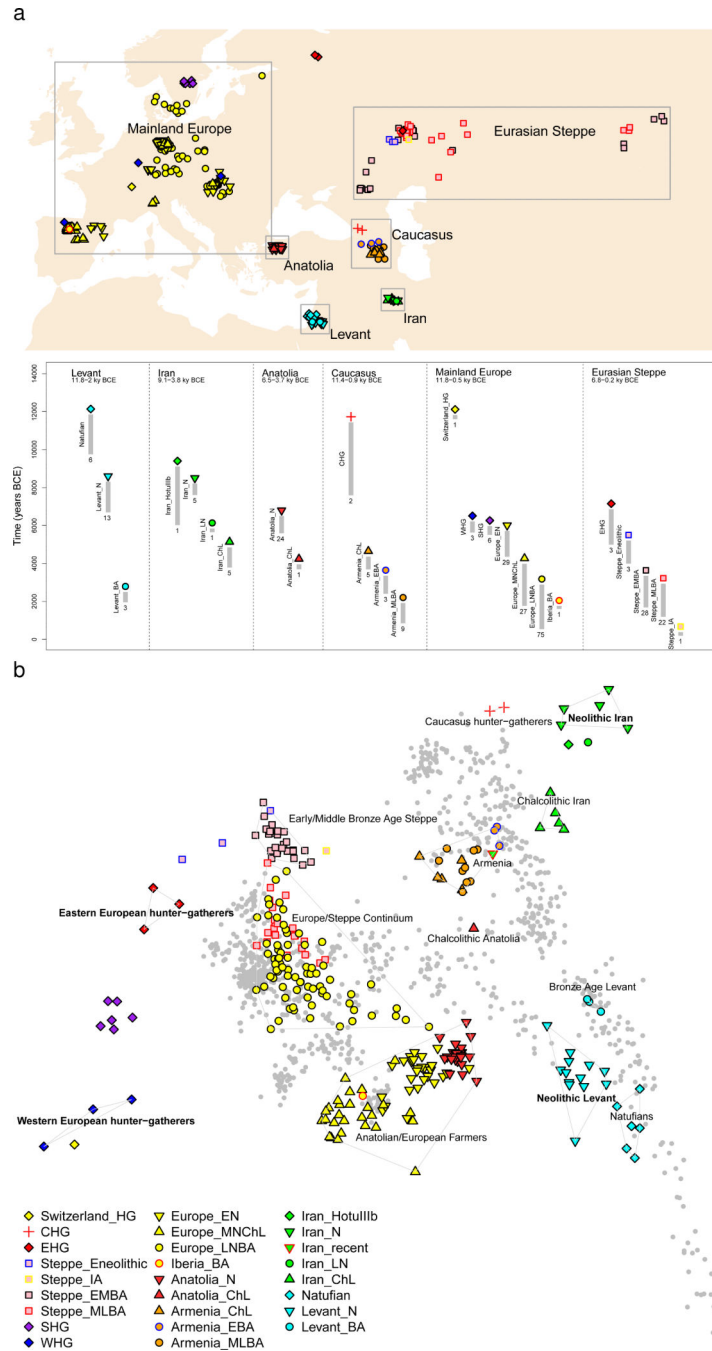 a
Mainland Europe
Eurasian Steppe
Caucasus
Anatolia
Iran
Levant
Levant
11.8–2 ky BCE
Iran
9.1–3.8 ky BCE
Anatolia
6.5–3.7 ky BCE
Caucasus
11.4–0.9 ky BCE
Mainland Europe
11.8–0.5 ky BCE
Eurasian Steppe
6.8–0.2 ky BCE
Time (years BCE)
14000
12000
10000
8000
6000
4000
2000
0
Natufian
6
Levant_N
13
Levant_BA
3
Iran_HotuIIIb
1
Iran_N
5
Iran_LN
1
Iran_ChL
5
Anatolia_N
24
Anatolia_ChL
1
CHG
2
Armenia_ChL
5
Armenia_EBA
3
Armenia_MLBA
9
Switzerland_HG
1
WHG
3
SHG
6
Europe_EN
26
Europe_MNChL
27
Europe_LNBA
75
Iberia_BA
1
EHG
3
Steppe_Eneolithic
3
Steppe_EMBA
28
Steppe_MLBA
22
Steppe_IA
1
b
Caucasus hunter-gatherers
Neolithic Iran
Chalcolithic Iran
Early/Middle Bronze Age Steppe
Armenia
Eastern European hunter-gatherers
Europe/Steppe Continuum
Chalcolithic Anatolia
Bronze Age Levant
Neolithic Levant
Western European hunter-gatherers
Natufians
Anatolian/European Farmers
Switzerland_HG
CHG
EHG
Steppe_Eneolithic
Steppe_IA
Steppe_EMBA
Steppe_MLBA
SHG
WHG
Europe_EN
Europe_MNChL
Europe_LNBA
Iberia_BA
Anatolia_N
Anatolia_ChL
Armenia_ChL
Armenia_EBA
Armenia_MLBA
Iran_HotuIIIb
Iran_N
Iran_recent
Iran_LN
Iran_ChL
Natufian
Levant_N
Levant_BA